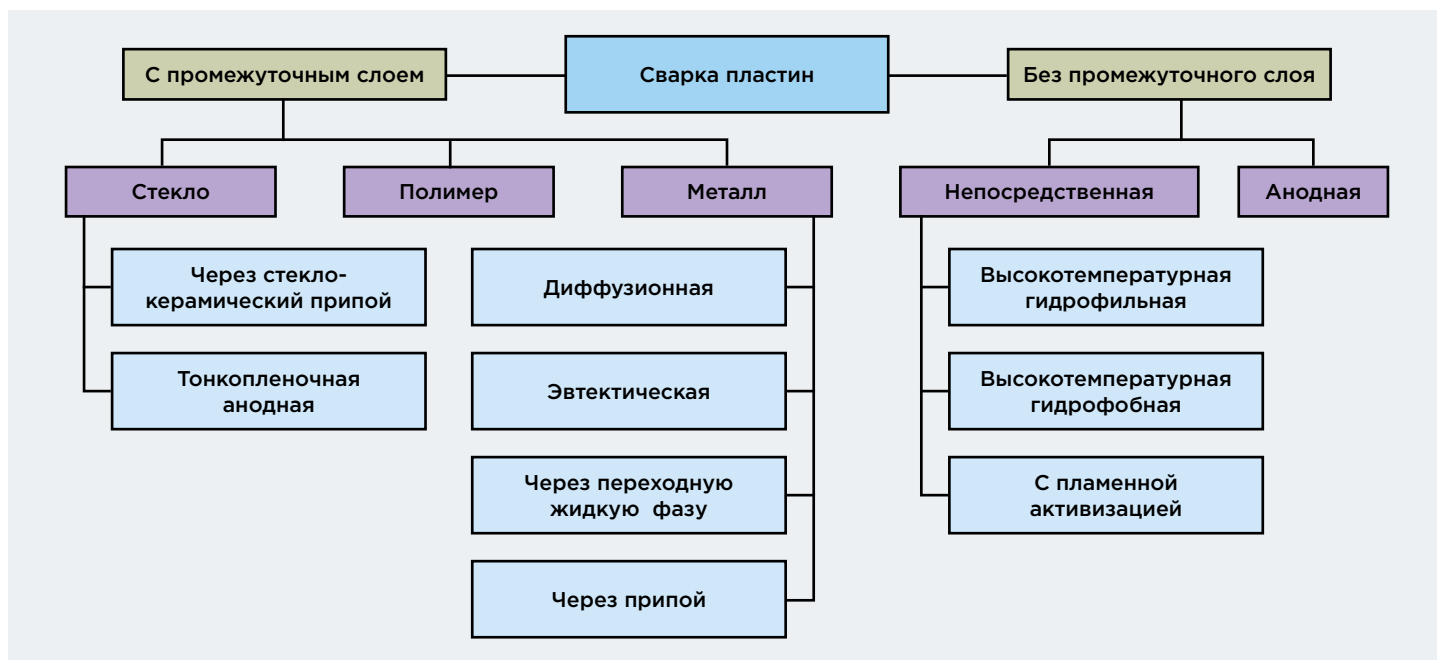 С промежуточным слоем
Сварка пластин
Без промежуточного слоя
Стекло
Полимер
Металл
Непосредственная
Анодная
Через стекло-
керамический припой
Тонкопленочная
анодная
Диффузионная
Эвтектическая
Через переходную
жидкую фазу
Через припой
Высокотемпературная
гидрофильная
Высокотемпературная
гидрофобная
С пламенной
активизацией